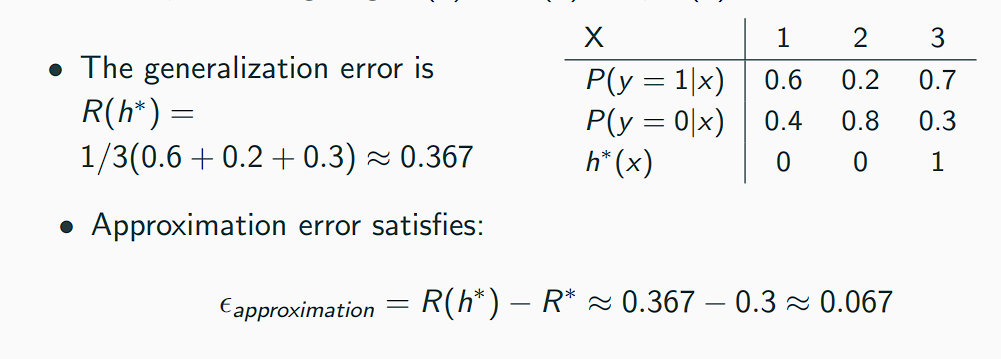 • The generalization error is
R(h*) =
1/3(0.6 + 0.2 + 0.3) ≈ 0.367
X 1 2 3
P(y = 1|x) 0.6 0.2 0.7
P(y = 0|x) 0.4 0.8 0.3
h*(x) 0 0 1
• Approximation error satisfies:
ϵapproximation = R(h*) − R* ≈ 0.367 − 0.3 ≈ 0.067